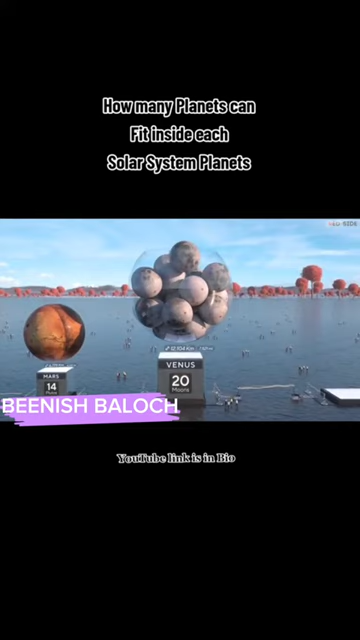 How many Planets can
Fit inside each
Solar System Planets
VENUS
20
Moons
MARS
14
BEENISH BALOCH
YouTube link is in Bio